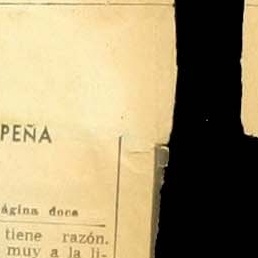 PEÑA
ágina doce
tiene razón.
muy a la li-